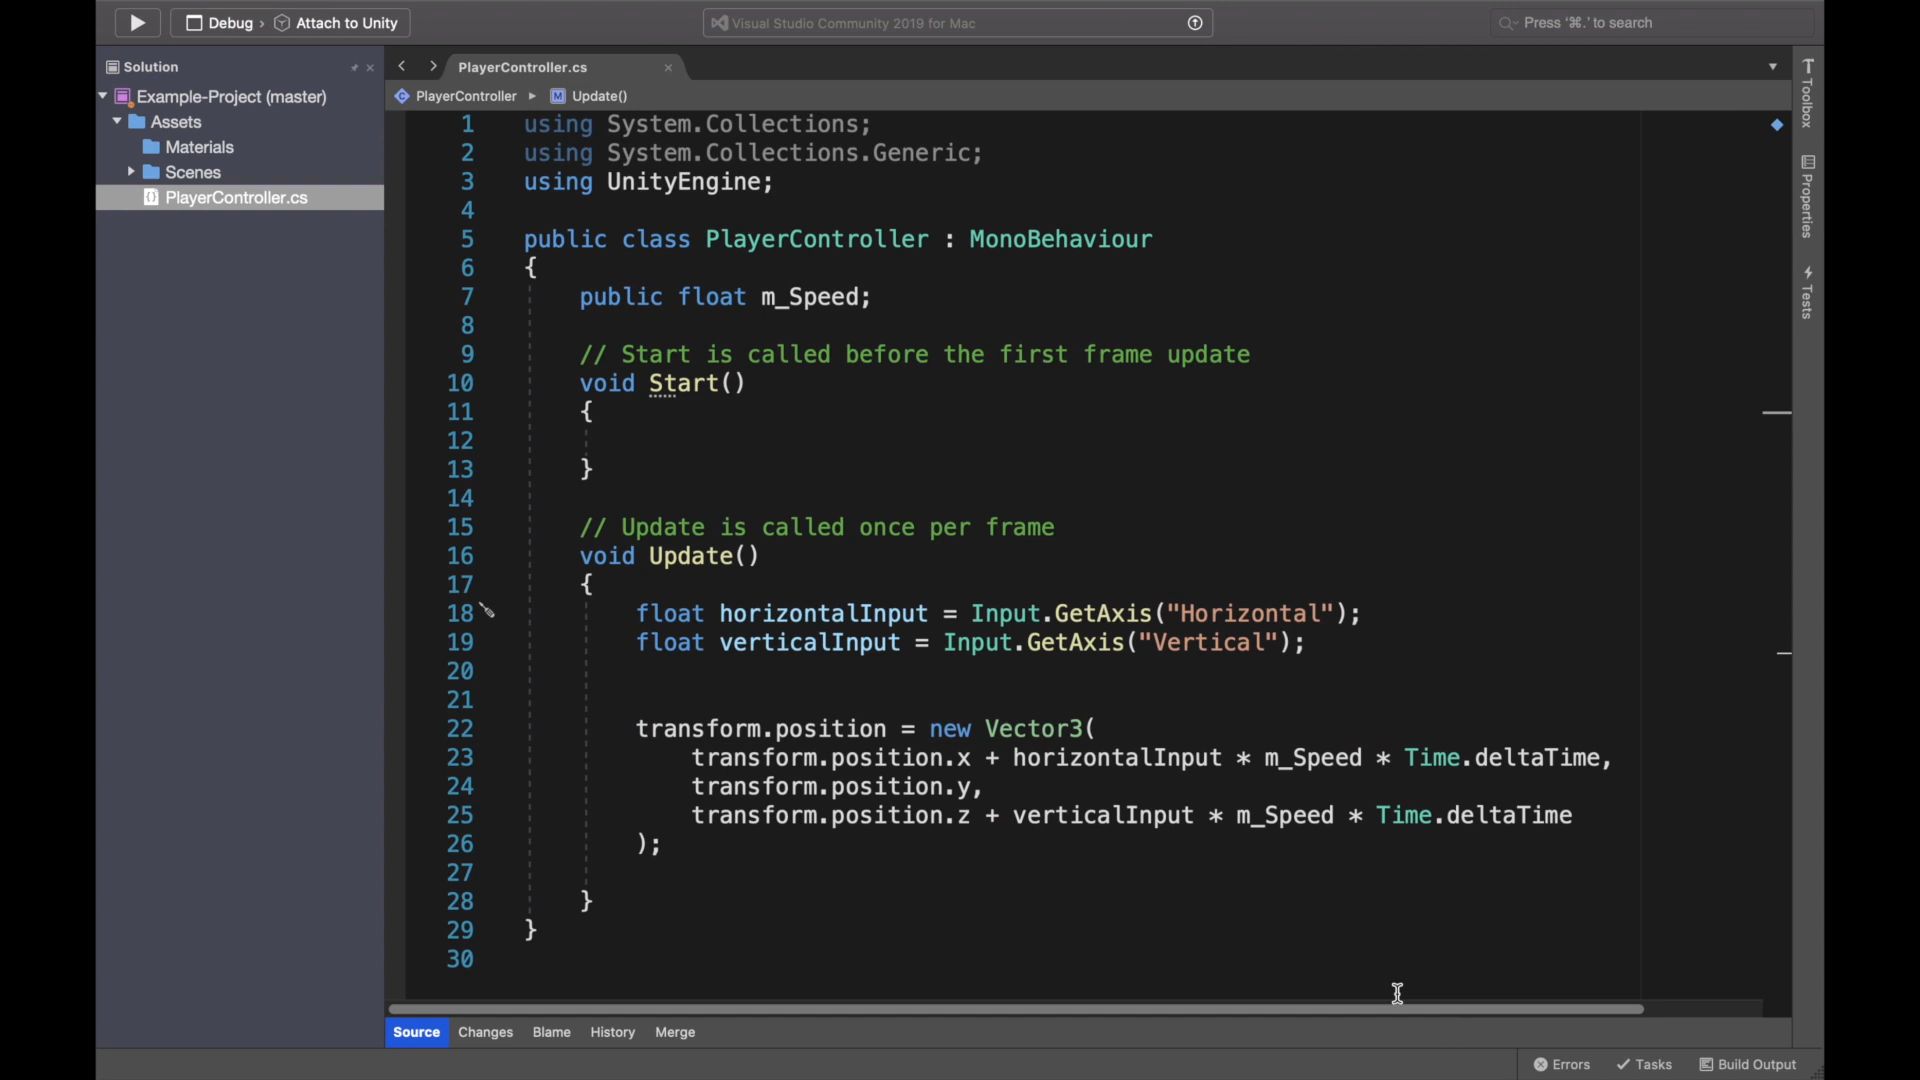 Debug › Attach to Unity
Visual Studio Community 2019 for Mac
Press '⌘.' to search
Solution
Example-Project (master)
Assets
Materials
Scenes
PlayerController.cs
PlayerController.cs
PlayerController ▸ M Update()
1 using System.Collections;
2 using System.Collections.Generic;
3 using UnityEngine;
4
5 public class PlayerController : MonoBehaviour
6 {
7 public float m_Speed;
8
9 // Start is called before the first frame update
10 void Start()
11 {
12
13 }
14
15 // Update is called once per frame
16 void Update()
17 {
18 float horizontalInput = Input.GetAxis("Horizontal");
19 float verticalInput = Input.GetAxis("Vertical");
20
21
22 transform.position = new Vector3(
23 transform.position.x + horizontalInput * m_Speed * Time.deltaTime,
24 transform.position.y,
25 transform.position.z + verticalInput * m_Speed * Time.deltaTime
26 );
27
28 }
29 }
30
Toolbox
Properties
Tests
Source Changes Blame History Merge
Errors Tasks Build Output